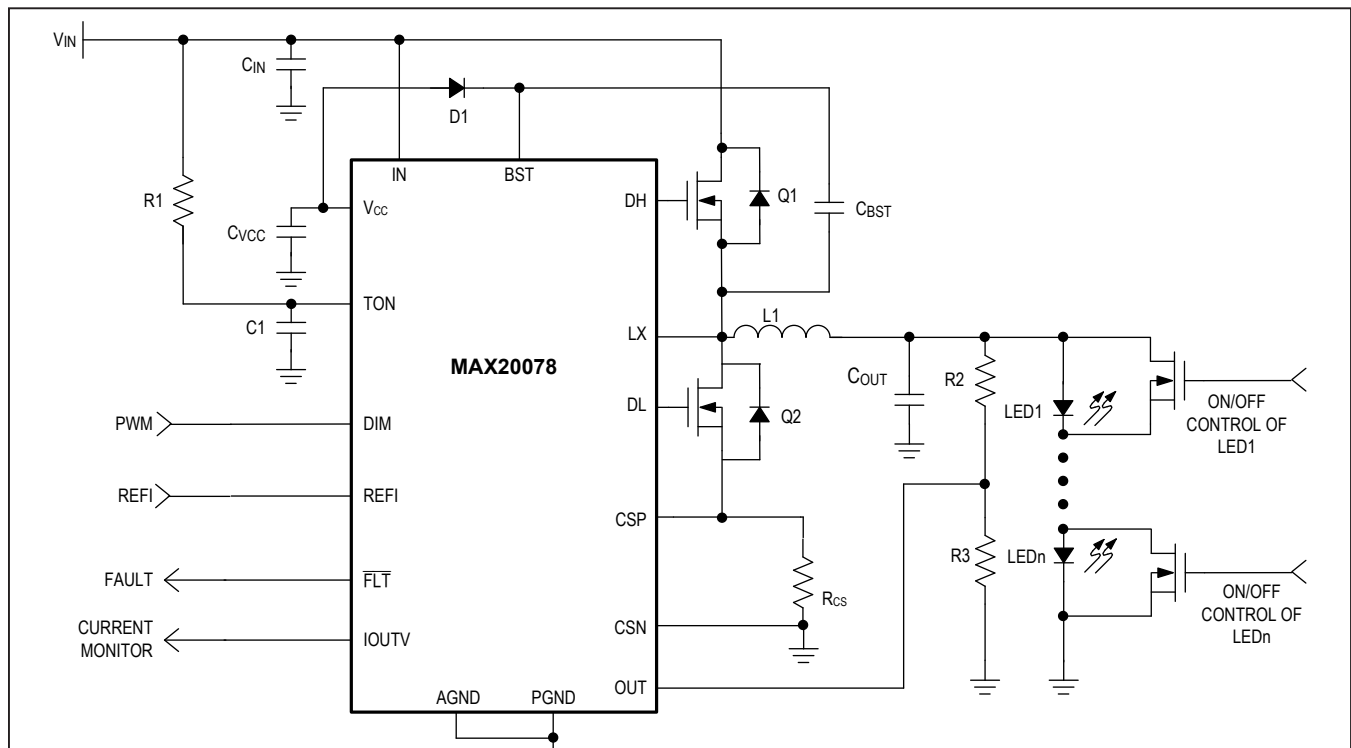 VIN
CIN
D1
IN
BST
R1
VCC
CVCC
DH
Q1
CBST
TON
C1
LX
L1
MAX20078
COUT
R2
LED1
ON/OFF
CONTROL OF
LED1
DL
Q2
PWM
DIM
REFI
REFI
CSP
R3
LEDn
ON/OFF
CONTROL OF
LEDn
FAULT
FLT
RCS
CURRENT
MONITOR
IOUTV
CSN
OUT
AGND
PGND